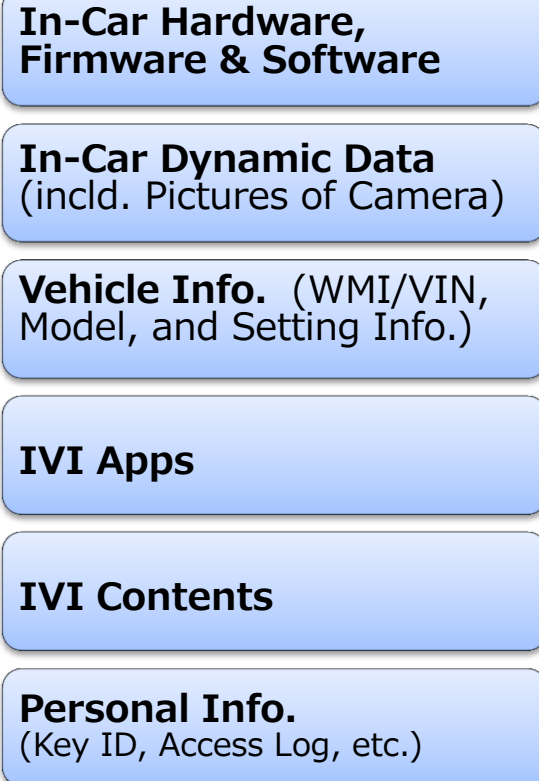 In-Car Hardware,
Firmware & Software
In-Car Dynamic Data
(incld. Pictures of Camera)
Vehicle Info. (WMI/VIN,
Model, and Setting Info.)
IVI Apps
IVI Contents
Personal Info.
(Key ID, Access Log, etc.)